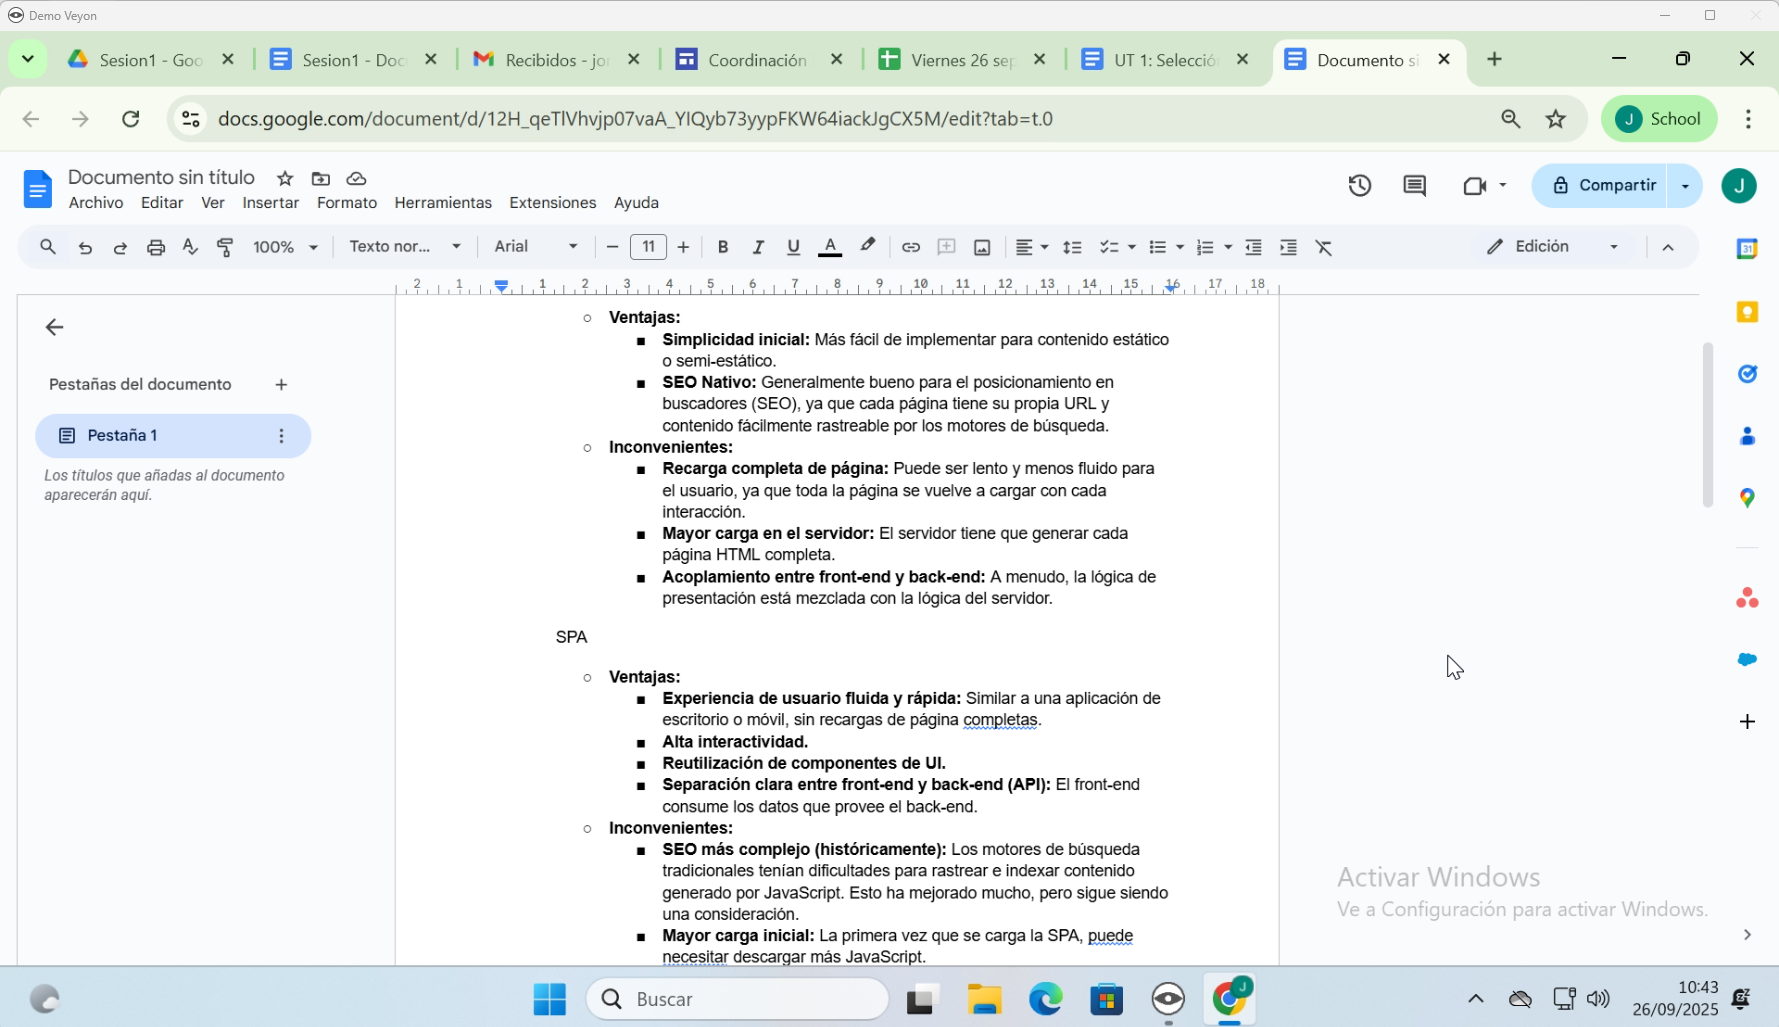 Demo Veyon
Sesion1 - Goo
Sesion1 - Doc
Recibidos - jor
Coordinación
Viernes 26 sep
UT 1: Selecció
Documento si
docs.google.com/document/d/12H_qeTlVhvjp07vaA_YIQyb73yypFKW64iackJgCX5M/edit?tab=t.0
J School
Documento sin título
Archivo Editar Ver Insertar Formato Herramientas Extensiones Ayuda
Compartir
J
100% Texto nor... Arial 11 B I U A Edición
31
2 1 1 2 3 4 5 6 7 8 9 10 11 12 13 14 15 16 17 18
Pestañas del documento
Pestaña 1
Los títulos que añadas al documento
aparecerán aquí.
Ventajas:
Simplicidad inicial: Más fácil de implementar para contenido estático
o semi-estático.
SEO Nativo: Generalmente bueno para el posicionamiento en
buscadores (SEO), ya que cada página tiene su propia URL y
contenido fácilmente rastreable por los motores de búsqueda.
Inconvenientes:
Recarga completa de página: Puede ser lento y menos fluido para
el usuario, ya que toda la página se vuelve a cargar con cada
interacción.
Mayor carga en el servidor: El servidor tiene que generar cada
página HTML completa.
Acoplamiento entre front-end y back-end: A menudo, la lógica de
presentación está mezclada con la lógica del servidor.
SPA
Ventajas:
Experiencia de usuario fluida y rápida: Similar a una aplicación de
escritorio o móvil, sin recargas de página completas.
Alta interactividad.
Reutilización de componentes de UI.
Separación clara entre front-end y back-end (API): El front-end
consume los datos que provee el back-end.
Inconvenientes:
SEO más complejo (históricamente): Los motores de búsqueda
tradicionales tenían dificultades para rastrear e indexar contenido
generado por JavaScript. Esto ha mejorado mucho, pero sigue siendo
una consideración.
Mayor carga inicial: La primera vez que se carga la SPA, puede
necesitar descargar más JavaScript.
Activar Windows
Ve a Configuración para activar Windows.
Buscar
J
10:43
26/09/2025